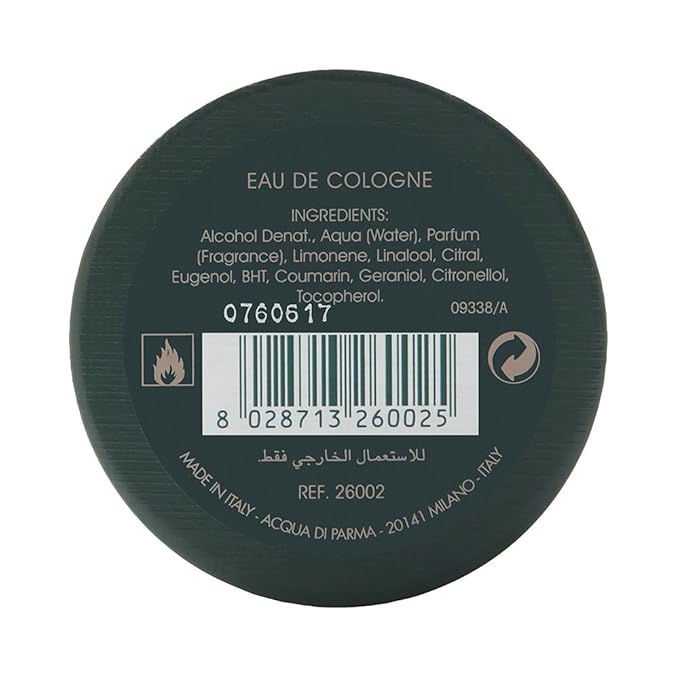 EAU DE COLOGNE
INGREDIENTS:
Alcohol Denat., Aqua (Water), Parfum
(Fragrance), Limonene, Linalool, Citral,
Eugenol, BHT, Coumarin, Geraniol, Citronellol,
Tocopherol.
0760617
09338/A
8 028713 260025
للاستعمال الخارجي فقط.
REF. 26002
MADE IN ITALY - ACQUA DI PARMA - 20141 MILANO - ITALY